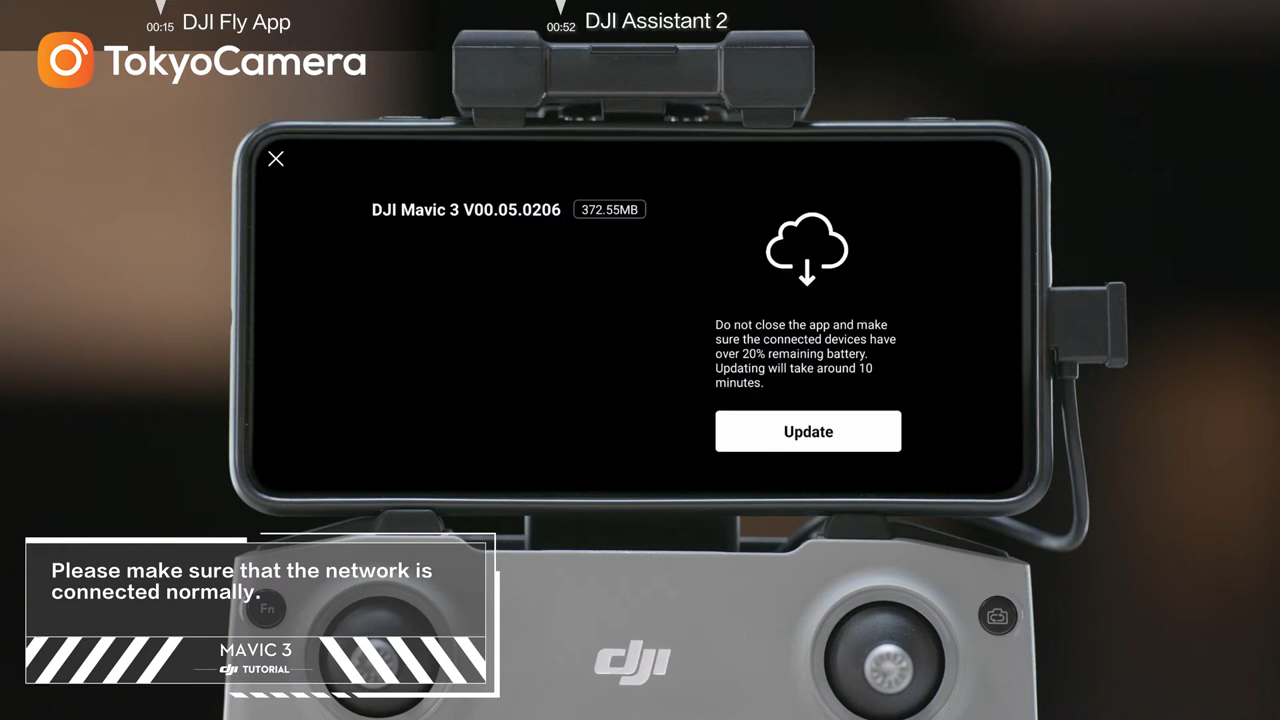 00:15 DJI Fly App
00:52 DJI Assistant 2
TokyoCamera
DJI Mavic 3 V00.05.0206 372.55MB
Do not close the app and make
sure the connected devices have
over 20% remaining battery.
Updating will take around 10
minutes.
Update
Please make sure that the network is
connected normally.
Fn
MAVIC 3
dji TUTORIAL
dji